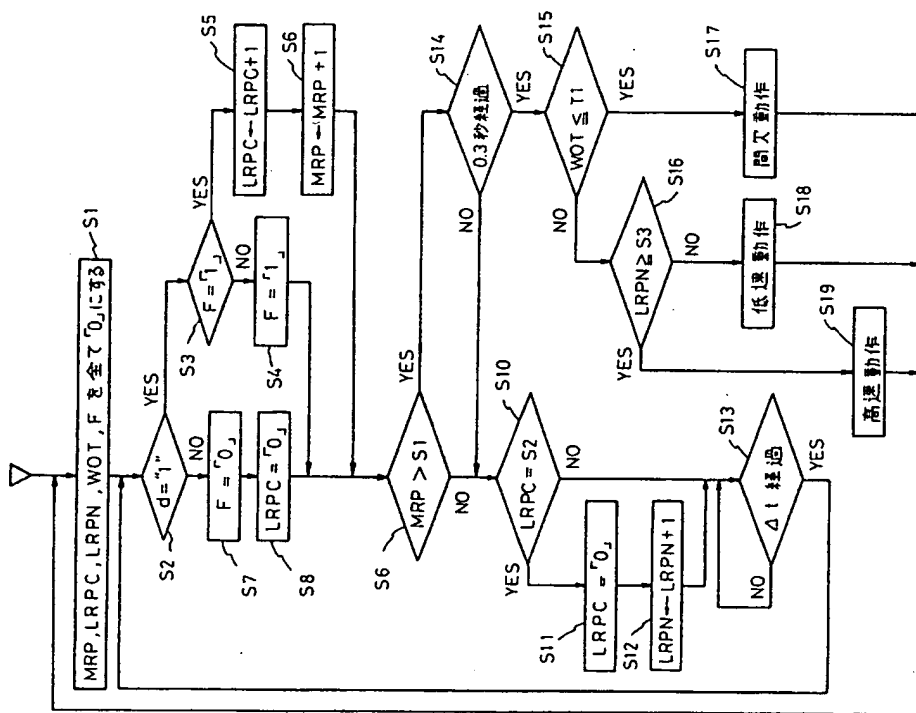 S1
MRP,LRPC,LRPN,WOT,Fを全て「0」にする
d="1"
S2
YES
NO
F=「1」
S3
YES
NO
S5
LRPC←LRPC+1
S6
MRP←MRP+1
F=「1」
S4
F=「0」
S7
LRPC=「0」
S8
MRP > S1
S6
YES
NO
0.3秒経過
S14
YES
NO
WOT≦T1
S15
YES
NO
LRPN≧S3
S16
YES
NO
LRPC=S2
S10
YES
NO
LRPC=「0」
S11
LRPN←LRPN+1
S12
Δt 経過
S13
YES
NO
間欠動作
S17
低速動作
S18
高速動作
S19